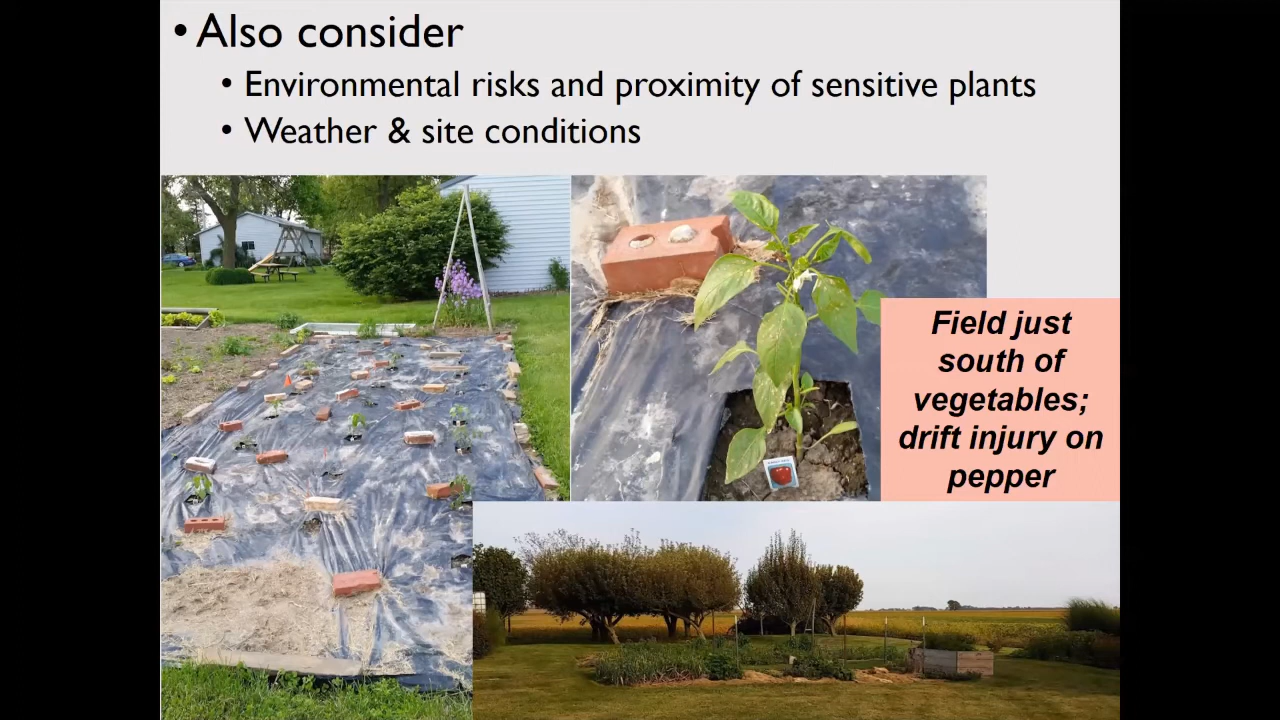 • Also consider
• Environmental risks and proximity of sensitive plants
• Weather & site conditions
Field just
south of
vegetables;
drift injury on
pepper